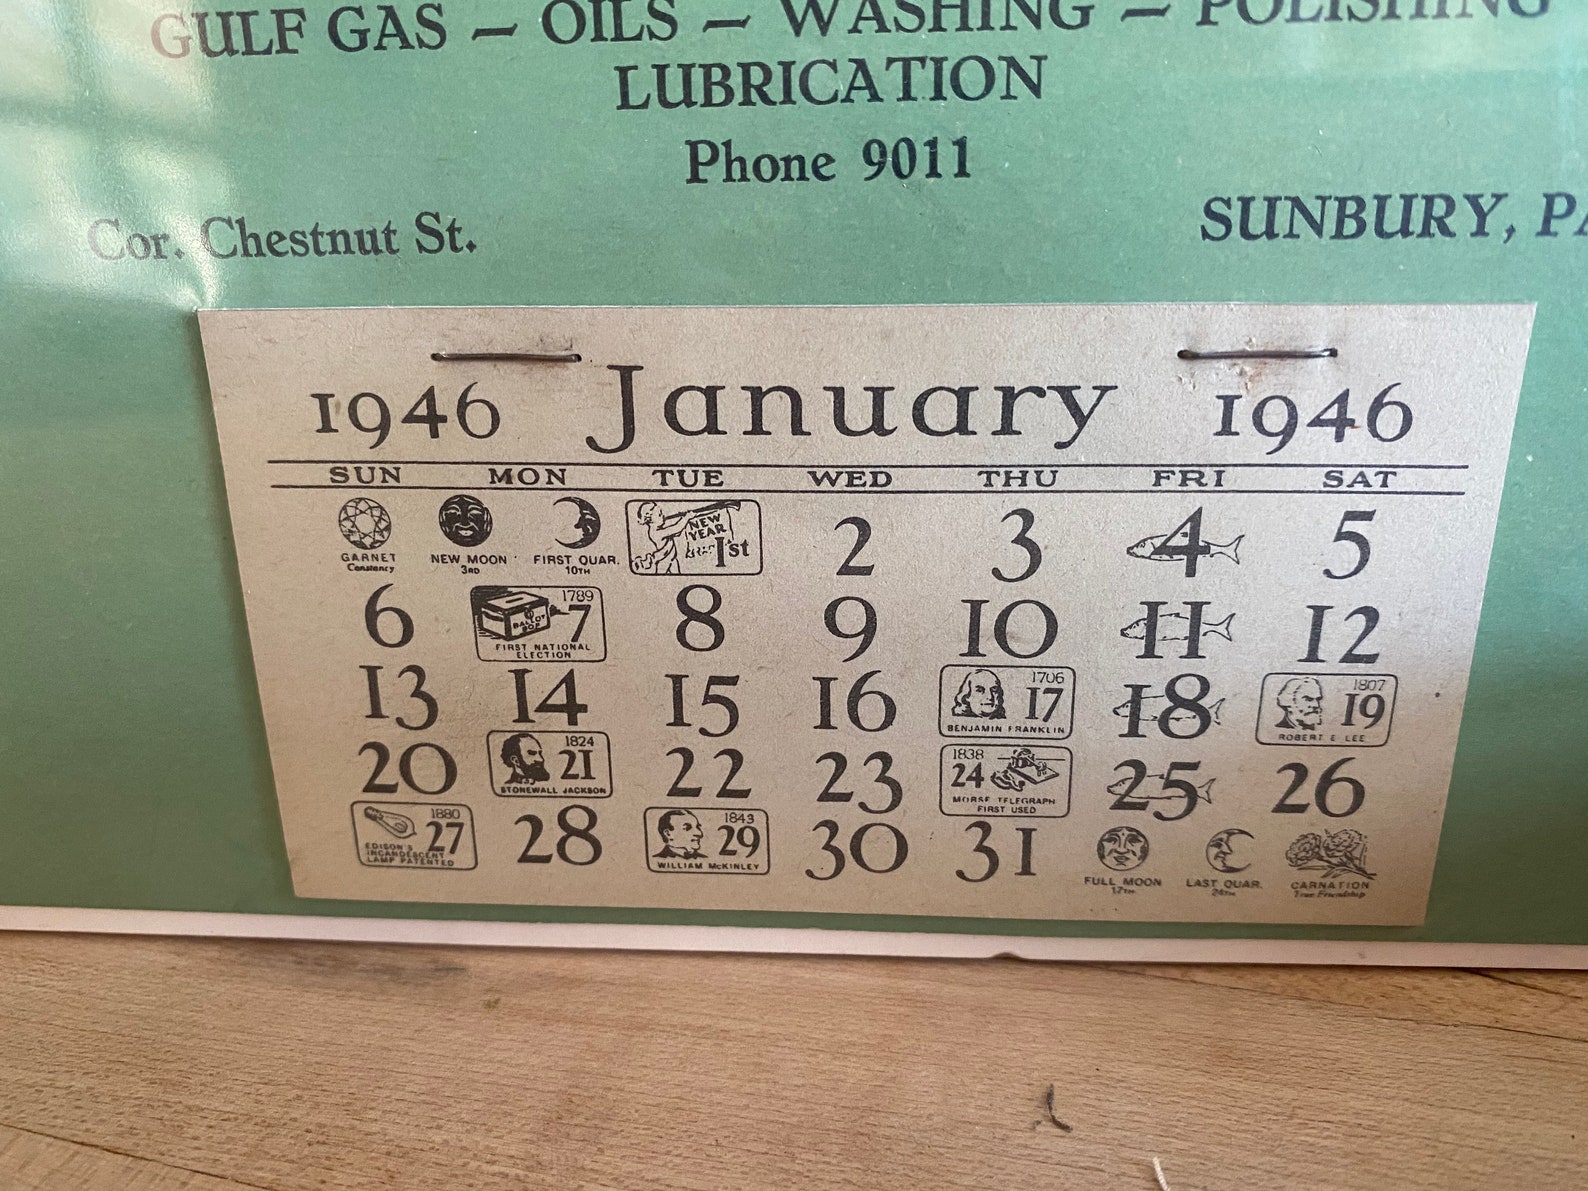 GULF GAS — OILS — WASHING — POLISHING
LUBRICATION
Phone 9011
Cor. Chestnut St.
SUNBURY, PA
1946 January 1946
SUN MON TUE WED THU FRI SAT
GARNET
Constancy
NEW MOON
3RD
FIRST QUAR.
10TH
NEW
YEAR
1st
2 3 4 5
6
1789
BALLOT
BOX
7
FIRST NATIONAL
ELECTION
8 9 10 11 12
13 14 15 16
1706
17
BENJAMIN FRANKLIN
18
1807
19
ROBERT E LEE
20
1824
21
STONEWALL JACKSON
22 23
1838
24
MORSE TELEGRAPH
FIRST USED
25 26
1880
27
EDISON'S
INCANDESCENT
LAMP PATENTED
28
1843
29
WILLIAM McKINLEY
30 31
FULL MOON
17TH
LAST QUAR.
24TH
CARNATION
True Friendship